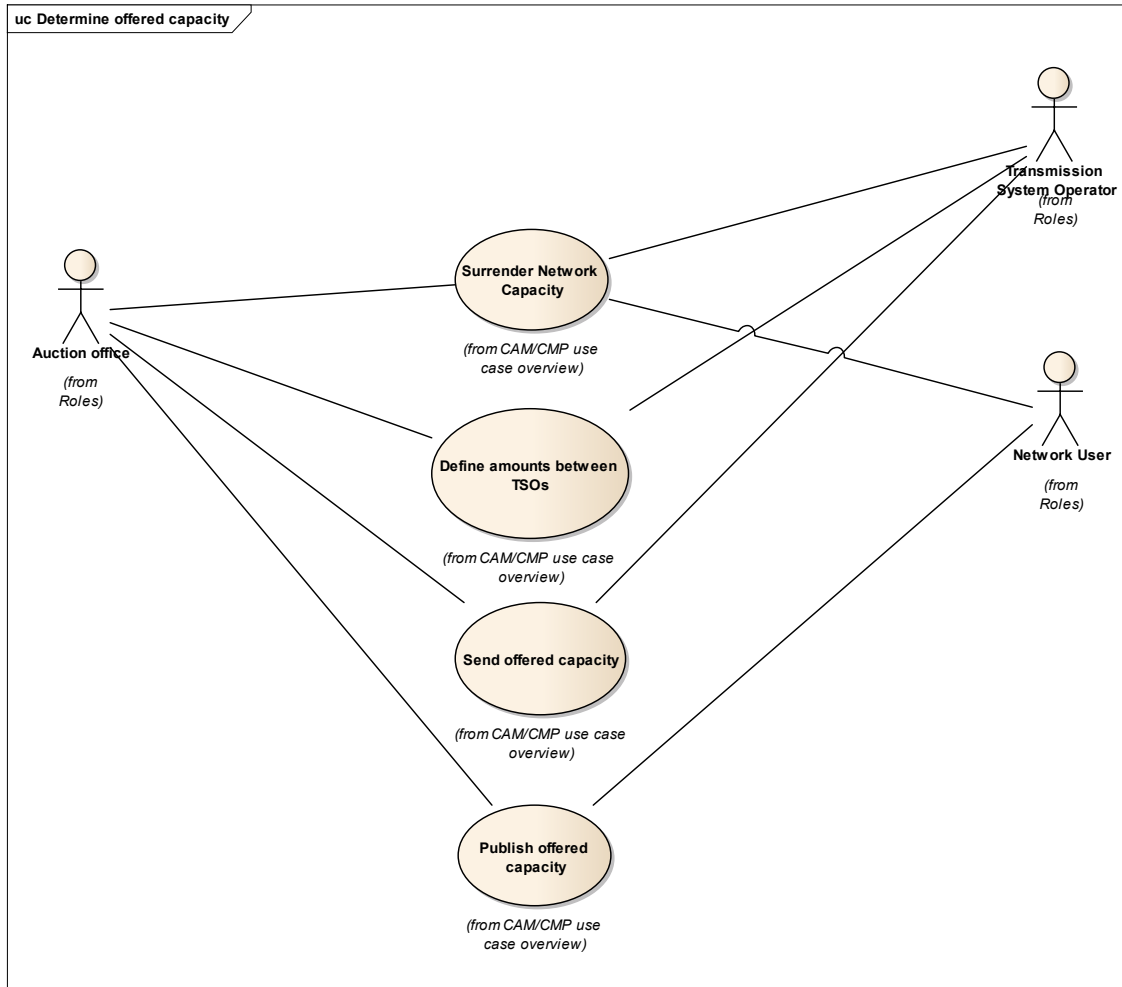 uc Determine offered capacity
Transmission
System Operator
(from
Roles)
Surrender Network
Capacity
(from CAM/CMP use
case overview)
Auction office
(from
Roles)
Network User
(from
Roles)
Define amounts between
TSOs
(from CAM/CMP use case
overview)
Send offered capacity
(from CAM/CMP use case
overview)
Publish offered
capacity
(from CAM/CMP use
case overview)